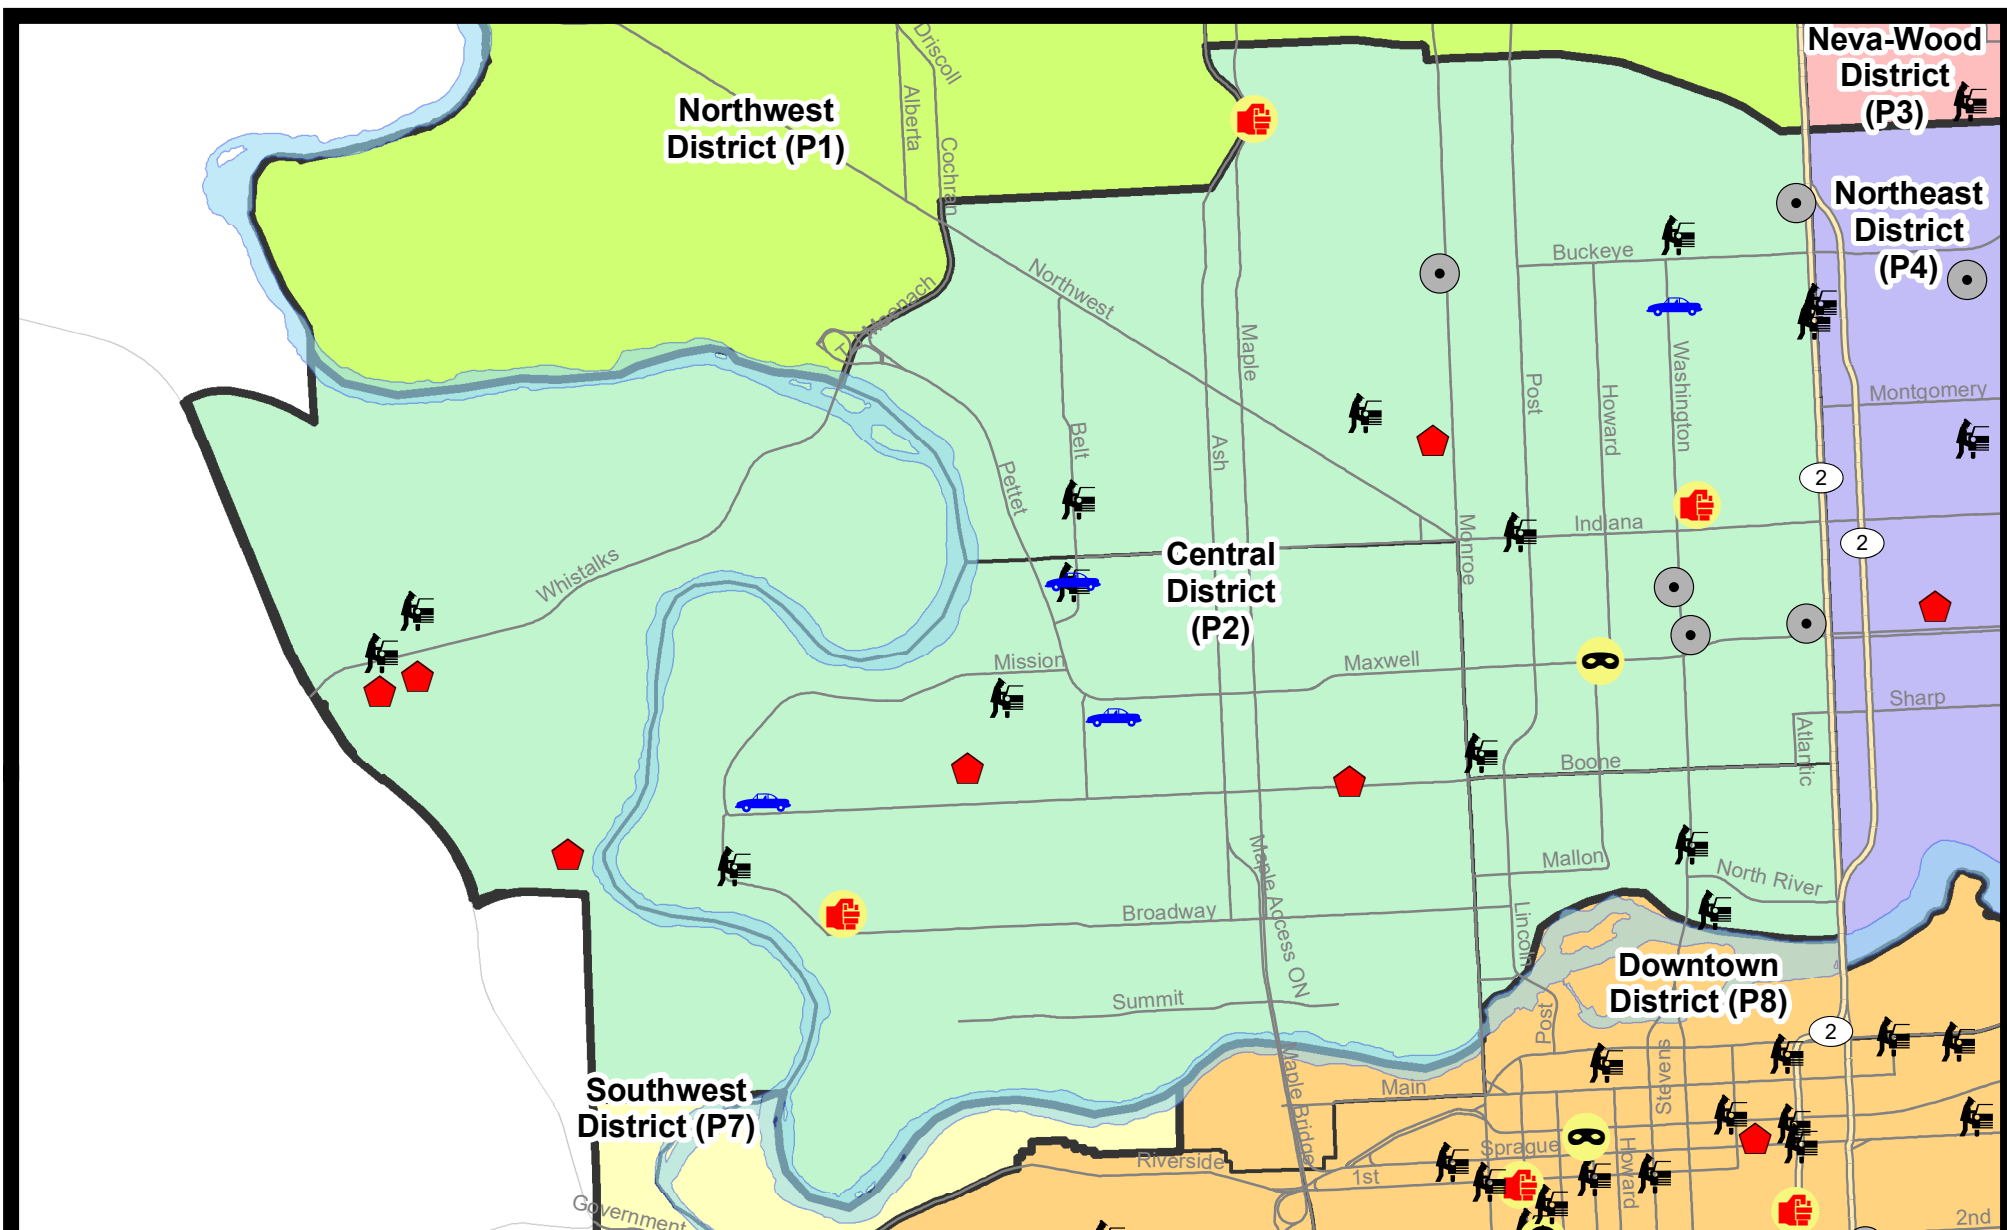 Neva-Wood
District
(P3)
Northwest
District (P1)
Northeast
District
(P4)
Central
District
(P2)
Downtown
District (P8)
Southwest
District (P7)
Driscoll
Alberta
Cochran
Northwest
Buckeye
Maple
Washington
Post
Howard
Montgomery
Belt
Ash
Pettet
2
Indiana
Monroe
2
Whistalks
Mission
Maxwell
Sharp
Atlantic
Boone
Mallon
North River
Maple Access ON
Broadway
Lincoln
Summit
Post
2
Stevens
Main
Maple Bridge
Sprague
Howard
Riverside
1st
Government
2nd